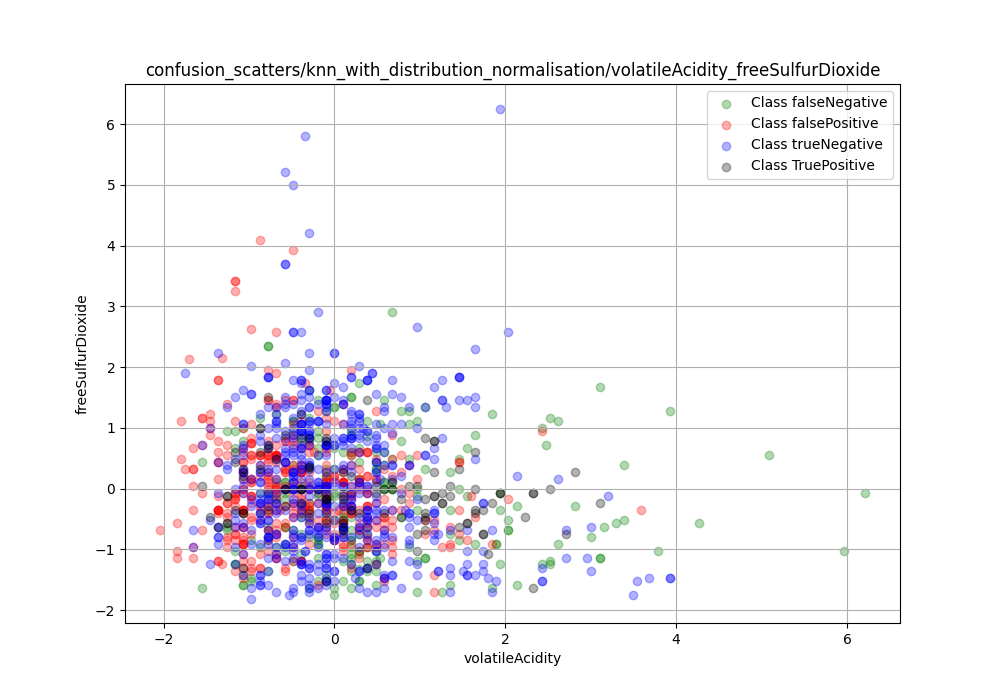 confusion_scatters/knn_with_distribution_normalisation/volatileAcidity_freeSulfurDioxide
Class falseNegative
Class falsePositive
Class trueNegative
Class TruePositive
6
5
4
3
2
1
0
−1
−2
freeSulfurDioxide
−2
0
2
4
6
volatileAcidity